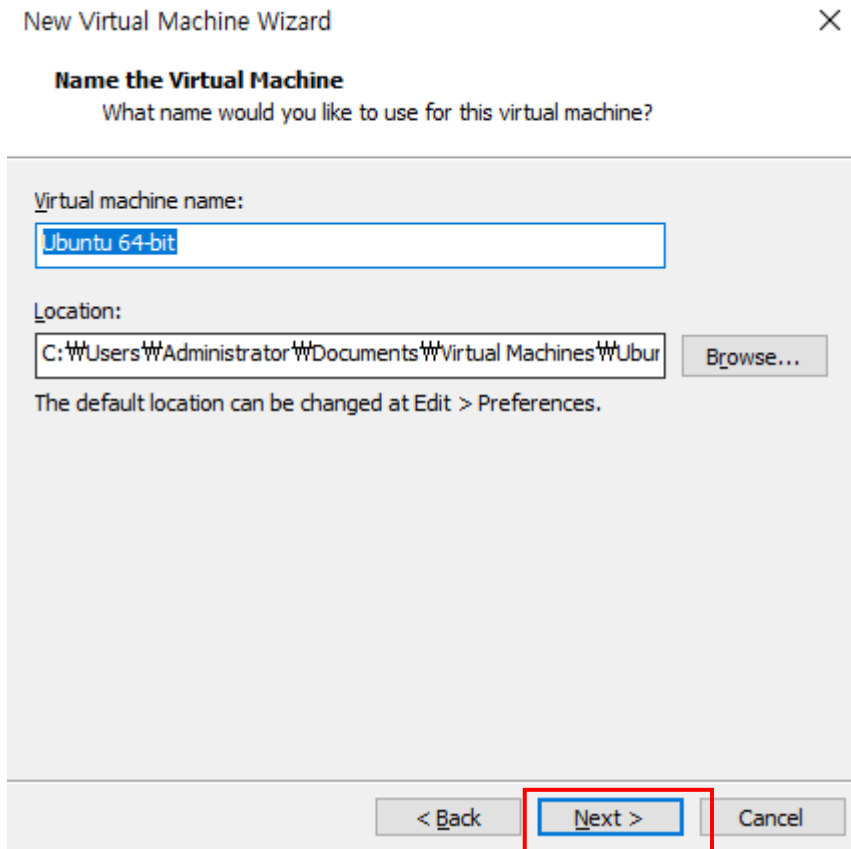 New Virtual Machine Wizard
Name the Virtual Machine
What name would you like to use for this virtual machine?
Virtual machine name:
Ubuntu 64-bit
Location:
C:₩Users₩Administrator₩Documents₩Virtual Machines₩Ubun
Browse...
The default location can be changed at Edit > Preferences.
< Back Next > Cancel